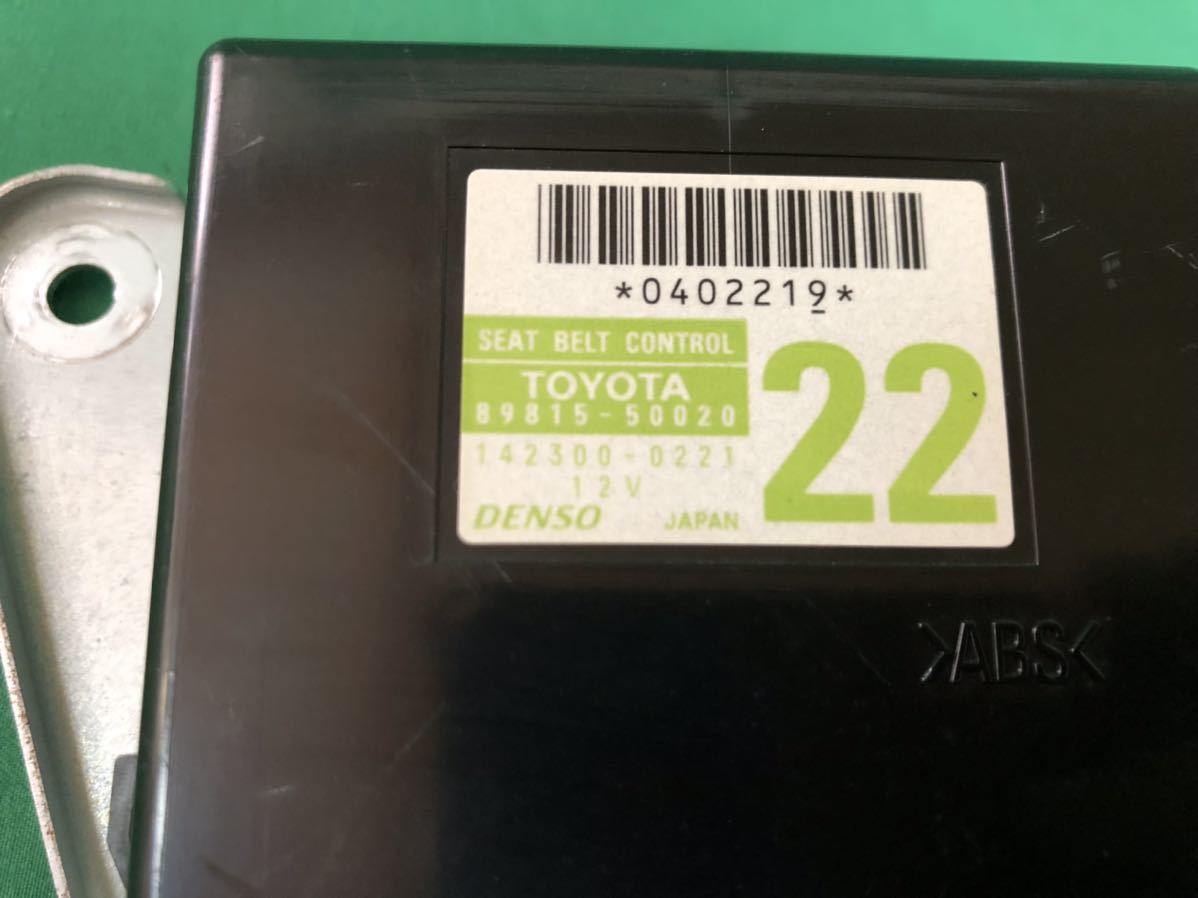 *0402219*
SEAT BELT CONTROL
TOYOTA
89815-50020
142300-0221
12V
DENSO JAPAN
22
>ABS<